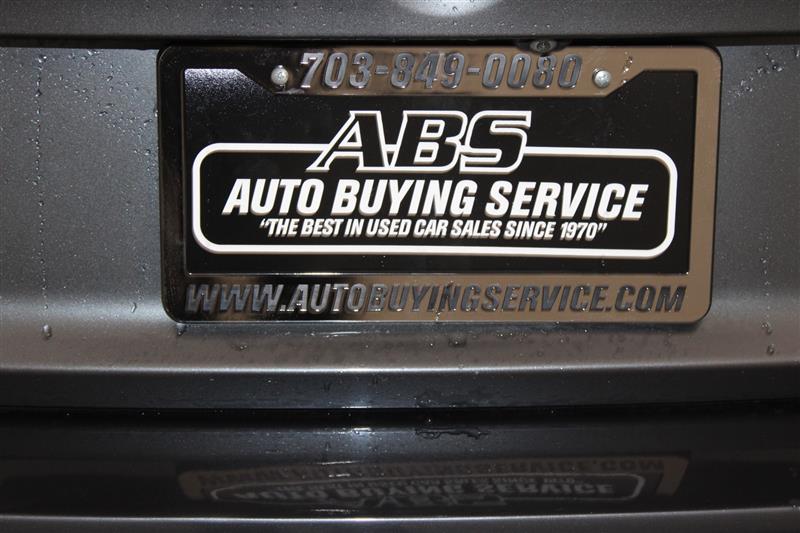 703-849-0080
ABS
AUTO BUYING SERVICE
"THE BEST IN USED CAR SALES SINCE 1970"
WWW.AUTOBUYINGSERVICE.COM